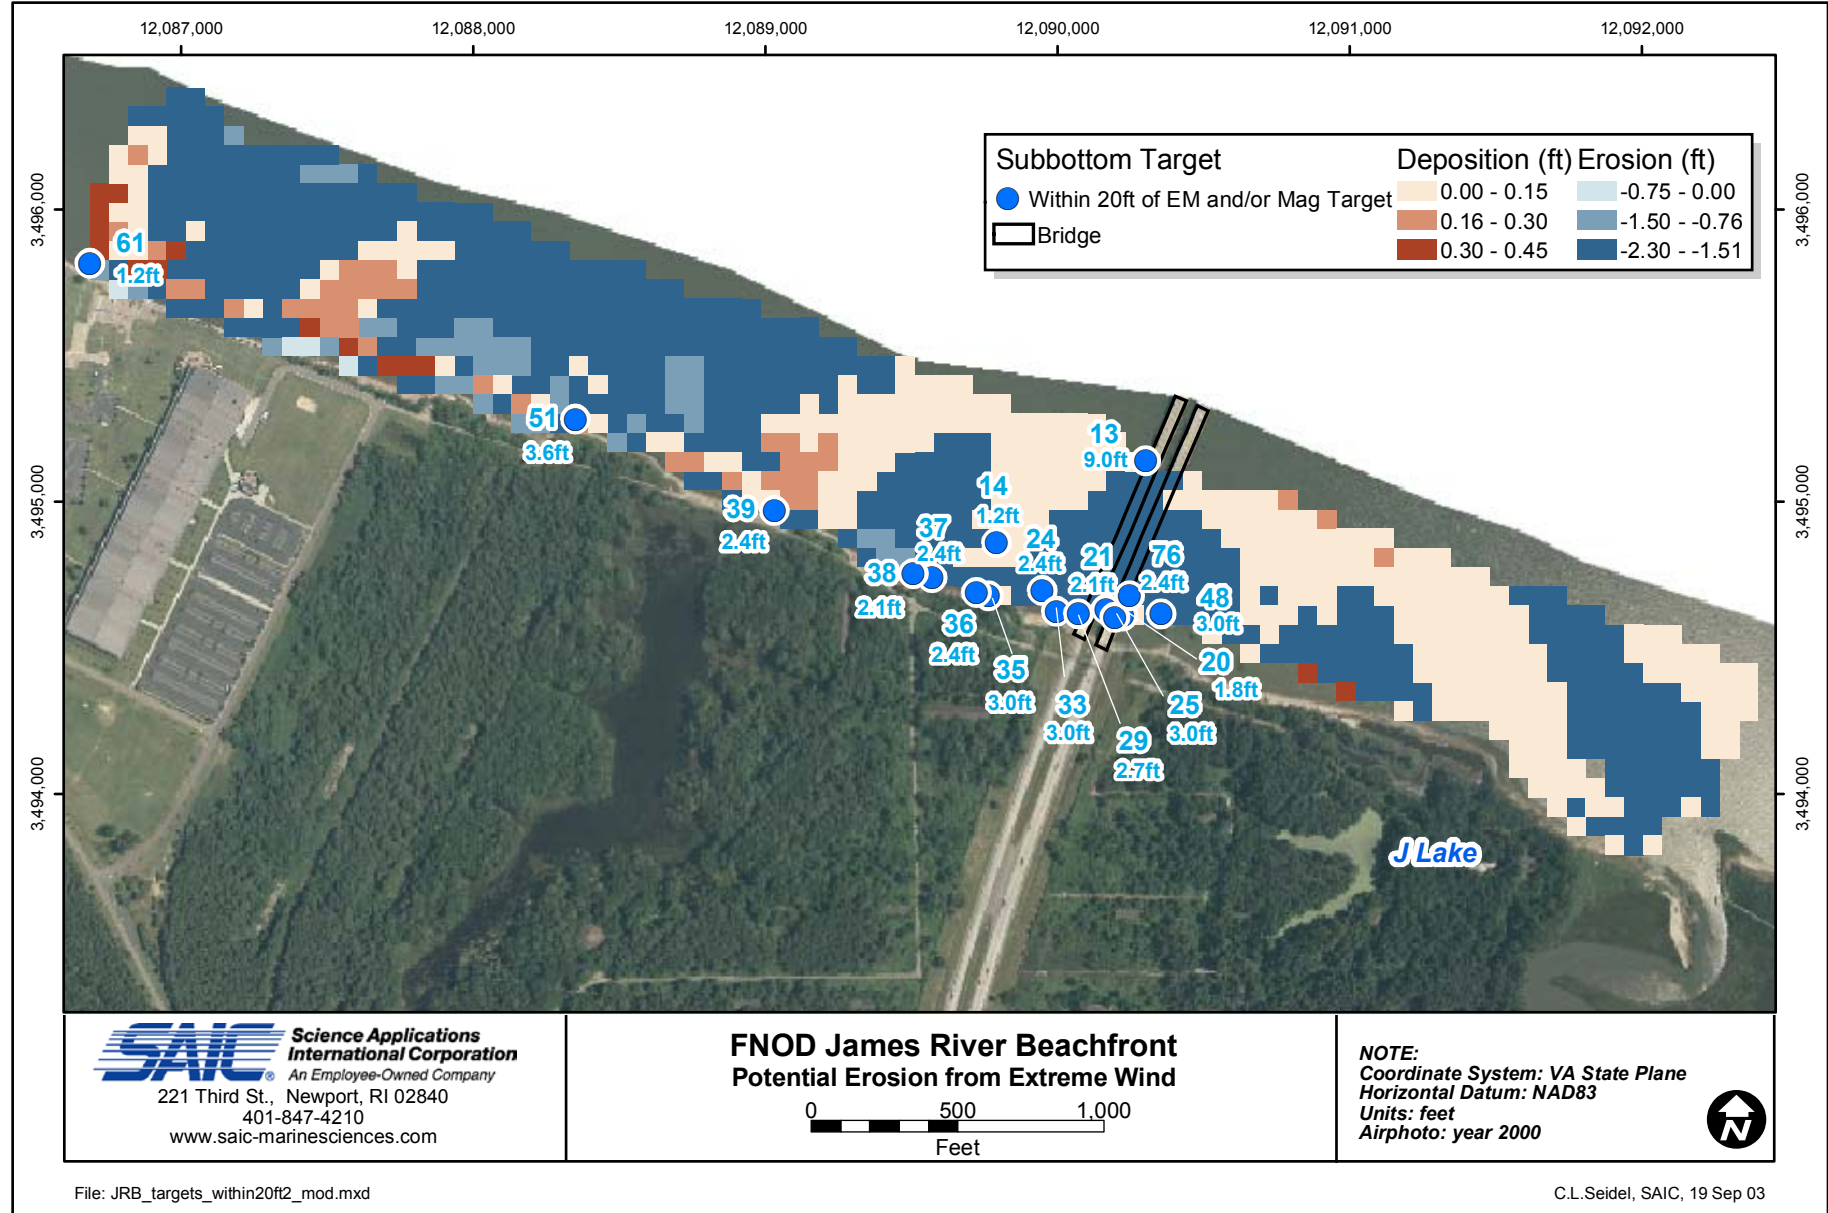 12,087,000 12,088,000 12,089,000 12,090,000 12,091,000 12,092,000
3,496,000
3,495,000
3,494,000
3,496,000
3,495,000
3,494,000
Subbottom Target
Within 20ft of EM and/or Mag Target
Bridge
Deposition (ft)
0.00 - 0.15
0.16 - 0.30
0.30 - 0.45
Erosion (ft)
-0.75 - 0.00
-1.50 - -0.76
-2.30 - -1.51
61
1.2ft
51
3.6ft
39
2.4ft
38
2.1ft
37
2.4ft
14
1.2ft
13
9.0ft
24
2.4ft
21
2.1ft
76
2.4ft
48
3.0ft
36
2.4ft
35
3.0ft
33
3.0ft
29
2.7ft
25
3.0ft
20
1.8ft
J Lake
SAIC®
Science Applications
International Corporation
An Employee-Owned Company
221 Third St., Newport, RI 02840
401-847-4210
www.saic-marinesciences.com
FNOD James River Beachfront
Potential Erosion from Extreme Wind
0 500 1,000
Feet
NOTE:
Coordinate System: VA State Plane
Horizontal Datum: NAD83
Units: feet
Airphoto: year 2000
N
File: JRB_targets_within20ft2_mod.mxd
C.L.Seidel, SAIC, 19 Sep 03